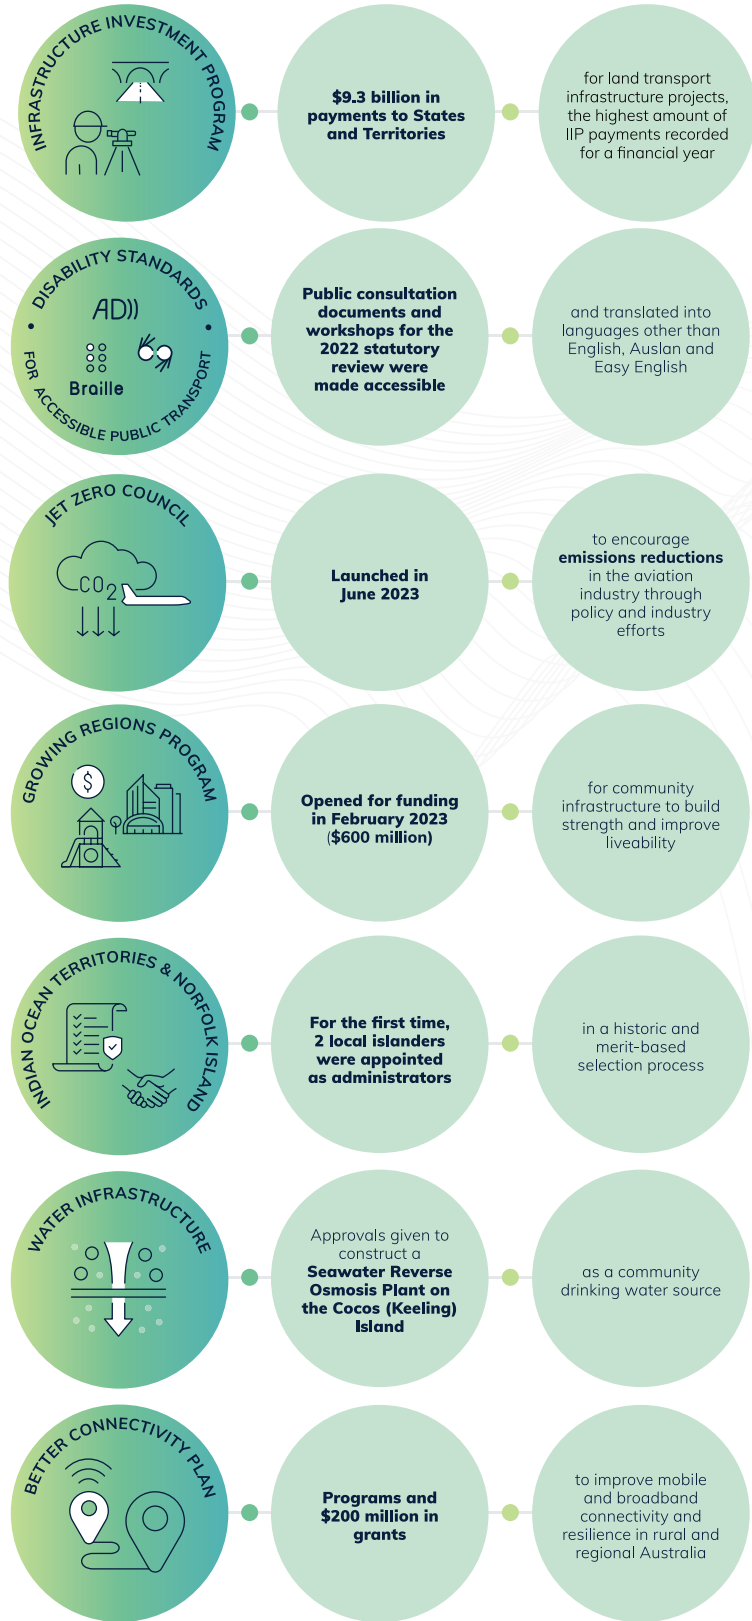 INFRASTRUCTURE INVESTMENT PROGRAM
$9.3 billion in
payments to States
and Territories
for land transport
infrastructure projects,
the highest amount of
IIP payments recorded
for a financial year
• DISABILITY STANDARDS •
FOR ACCESSIBLE PUBLIC TRANSPORT
AD))
Braille
Public consultation
documents and
workshops for the
2022 statutory
review were
made accessible
and translated into
languages other than
English, Auslan and
Easy English
JET ZERO COUNCIL
CO2
Launched in
June 2023
to encourage
emissions reductions
in the aviation
industry through
policy and industry
efforts
GROWING REGIONS PROGRAM
$
Opened for funding
in February 2023
($600 million)
for community
infrastructure to build
strength and improve
liveability
INDIAN OCEAN TERRITORIES & NORFOLK ISLAND
For the first time,
2 local islanders
were appointed
as administrators
in a historic and
merit-based
selection process
WATER INFRASTRUCTURE
Approvals given to
construct a
Seawater Reverse
Osmosis Plant on
the Cocos (Keeling)
Island
as a community
drinking water source
BETTER CONNECTIVITY PLAN
Programs and
$200 million in
grants
to improve mobile
and broadband
connectivity and
resilience in rural and
regional Australia